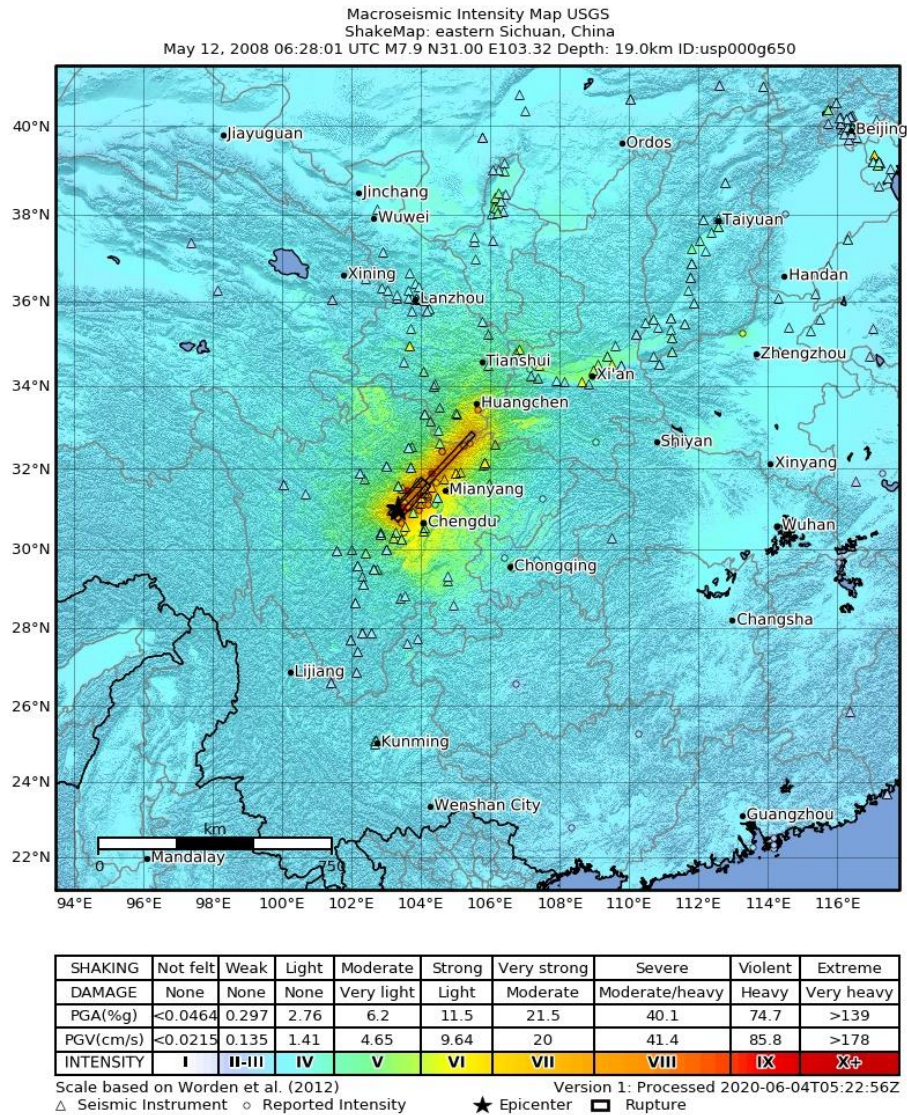 Macroseismic Intensity Map USGS
ShakeMap: eastern Sichuan, China
May 12, 2008 06:28:01 UTC M7.9 N31.00 E103.32 Depth: 19.0km ID:usp000g650
40°N
Jiayuguan
Ordos
Beijing
Jinchang
38°N
Wuwei
Taiyuan
Xining
Handan
36°N
Lanzhou
Tianshui
Zhengzhou
34°N
Xi'an
Huangchen
Shiyan
32°N
Xinyang
Mianyang
Chengdu
Wuhan
30°N
Chongqing
28°N
Changsha
Lijiang
26°N
Kunming
24°N
Wenshan City
Guangzhou
km
22°N
Mandalay
0 75
94°E 96°E 98°E 100°E 102°E 104°E 106°E 108°E 110°E 112°E 114°E 116°E
SHAKING Not felt Weak Light Moderate Strong Very strong Severe Violent Extreme
DAMAGE None None None Very light Light Moderate Moderate/heavy Heavy Very heavy
PGA(%g) <0.0464 0.297 2.76 6.2 11.5 21.5 40.1 74.7 >139
PGV(cm/s) <0.0215 0.135 1.41 4.65 9.64 20 41.4 85.8 >178
INTENSITY I II-III IV V VI VII VIII IX X+
Scale based on Worden et al. (2012) Version 1: Processed 2020-06-04T05:22:56Z
△ Seismic Instrument ○ Reported Intensity ★ Epicenter Rupture